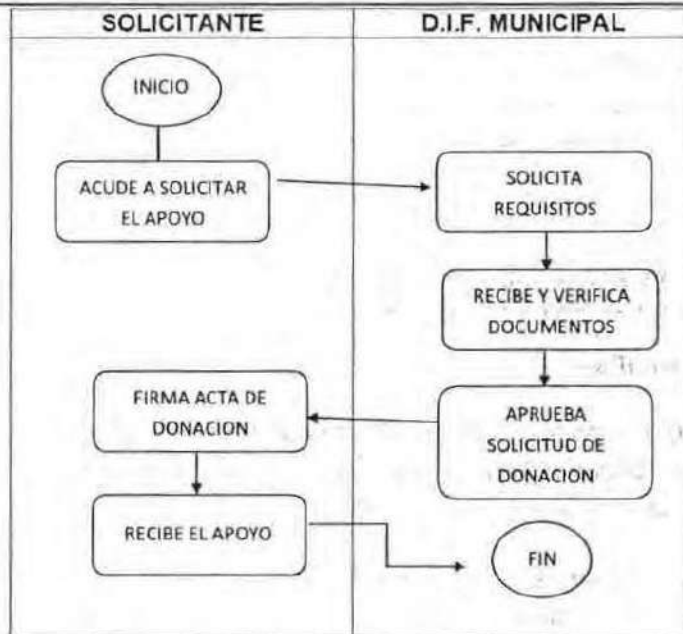 SOLICITANTE
D.I.F. MUNICIPAL
INICIO
ACUDE A SOLICITAR
EL APOYO
SOLICITA
REQUISITOS
RECIBE Y VERIFICA
DOCUMENTOS
APRUEBA
SOLICITUD DE
DONACION
FIRMA ACTA DE
DONACION
RECIBE EL APOYO
FIN